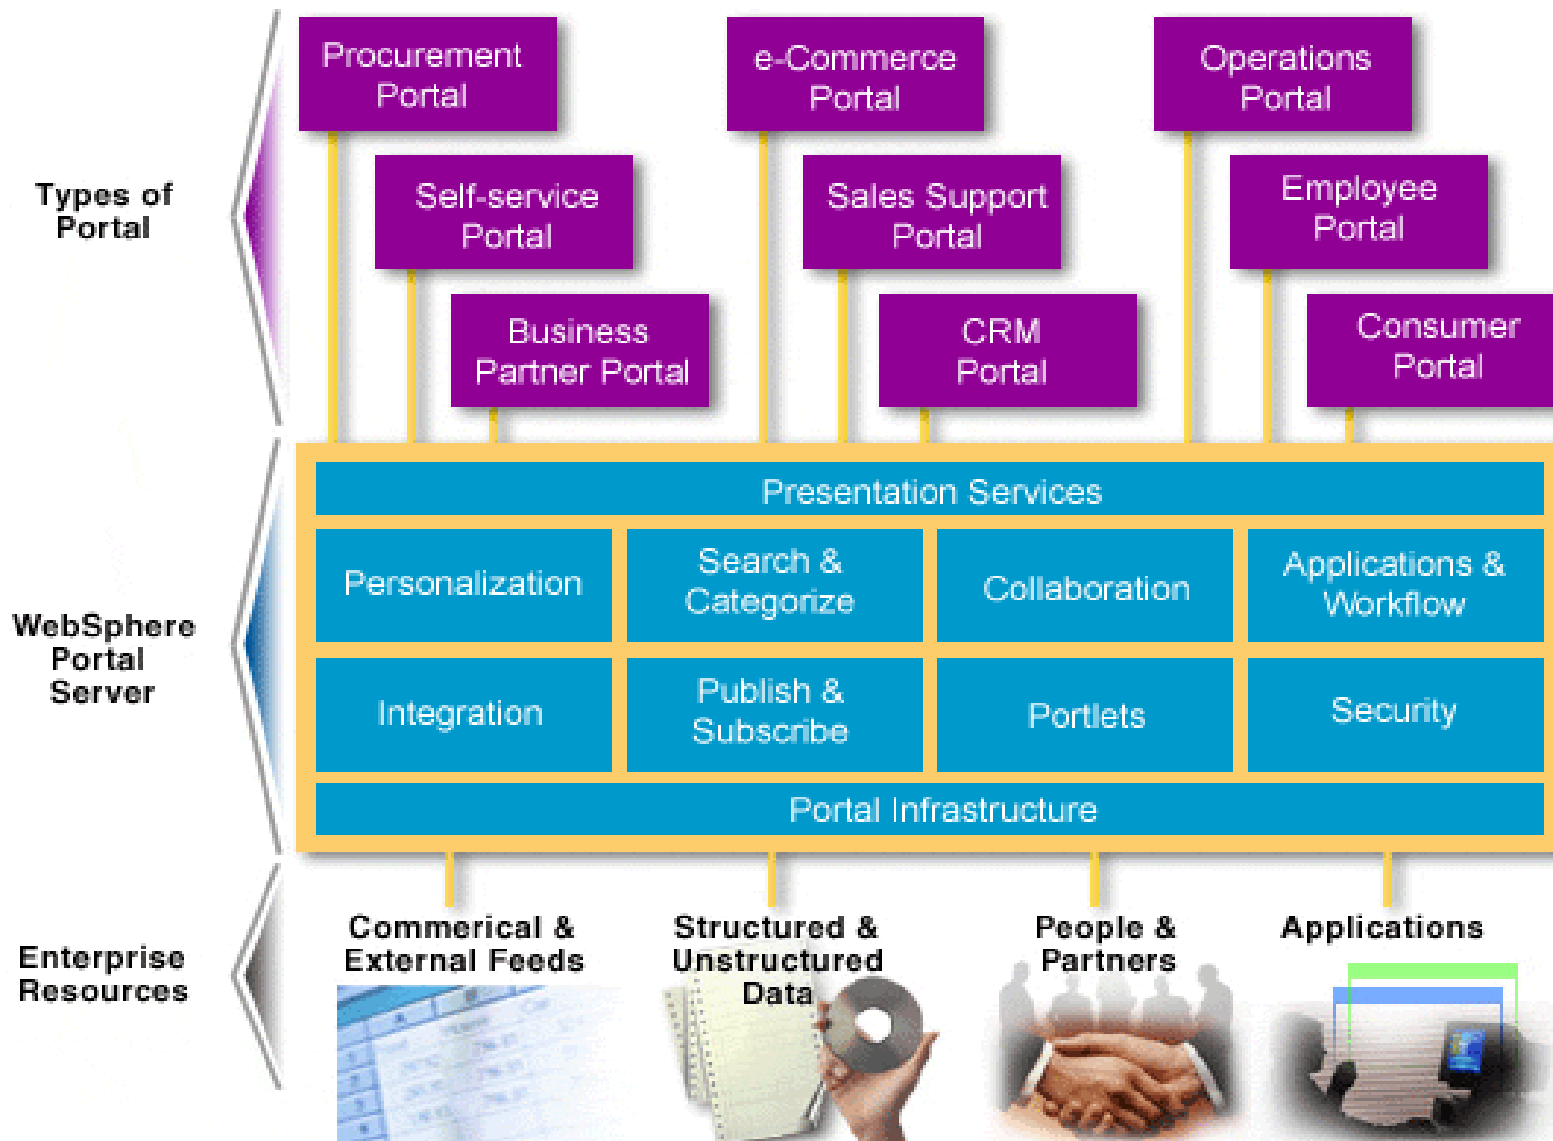 Procurement
Portal
e-Commerce
Portal
Operations
Portal
Types of
Portal
Self-service
Portal
Sales Support
Portal
Employee
Portal
Business
Partner Portal
CRM
Portal
Consumer
Portal
WebSphere
Portal
Server
Presentation Services
Personalization
Search &
Categorize
Collaboration
Applications &
Workflow
Integration
Publish &
Subscribe
Portlets
Security
Portal Infrastructure
Enterprise
Resources
Commerical &
External Feeds
Structured &
Unstructured
Data
People &
Partners
Applications